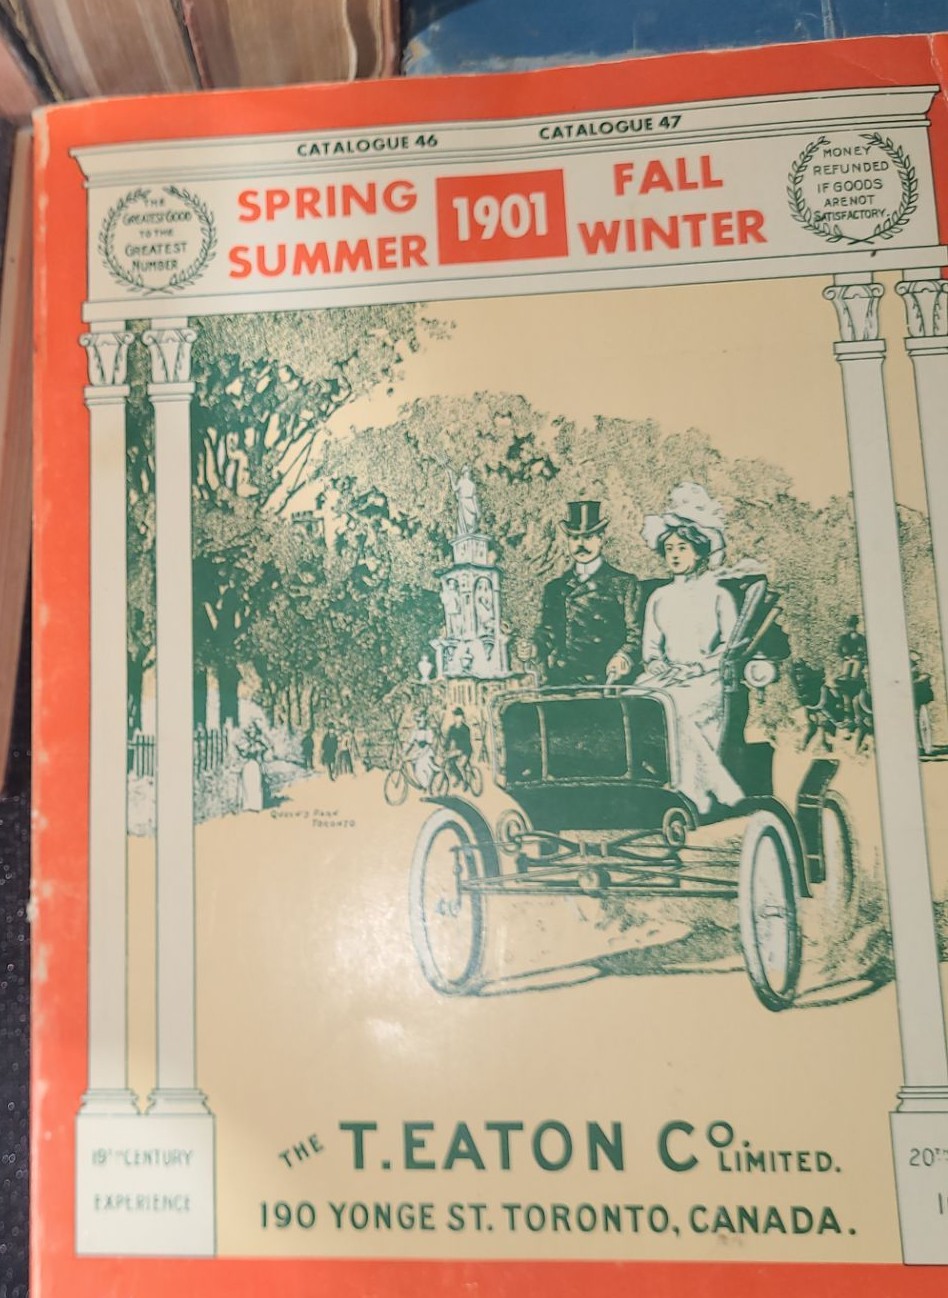 CATALOGUE 46
CATALOGUE 47
THE
GREATEST GOOD
TO THE
GREATEST
NUMBER
SPRING
SUMMER
1901
FALL
WINTER
MONEY
REFUNDED
IF GOODS
ARE NOT
SATISFACTORY
QUEEN'S PARK
TORONTO
THE T. EATON CO. LIMITED.
190 YONGE ST. TORONTO, CANADA.
19TH CENTURY
EXPERIENCE
20TH